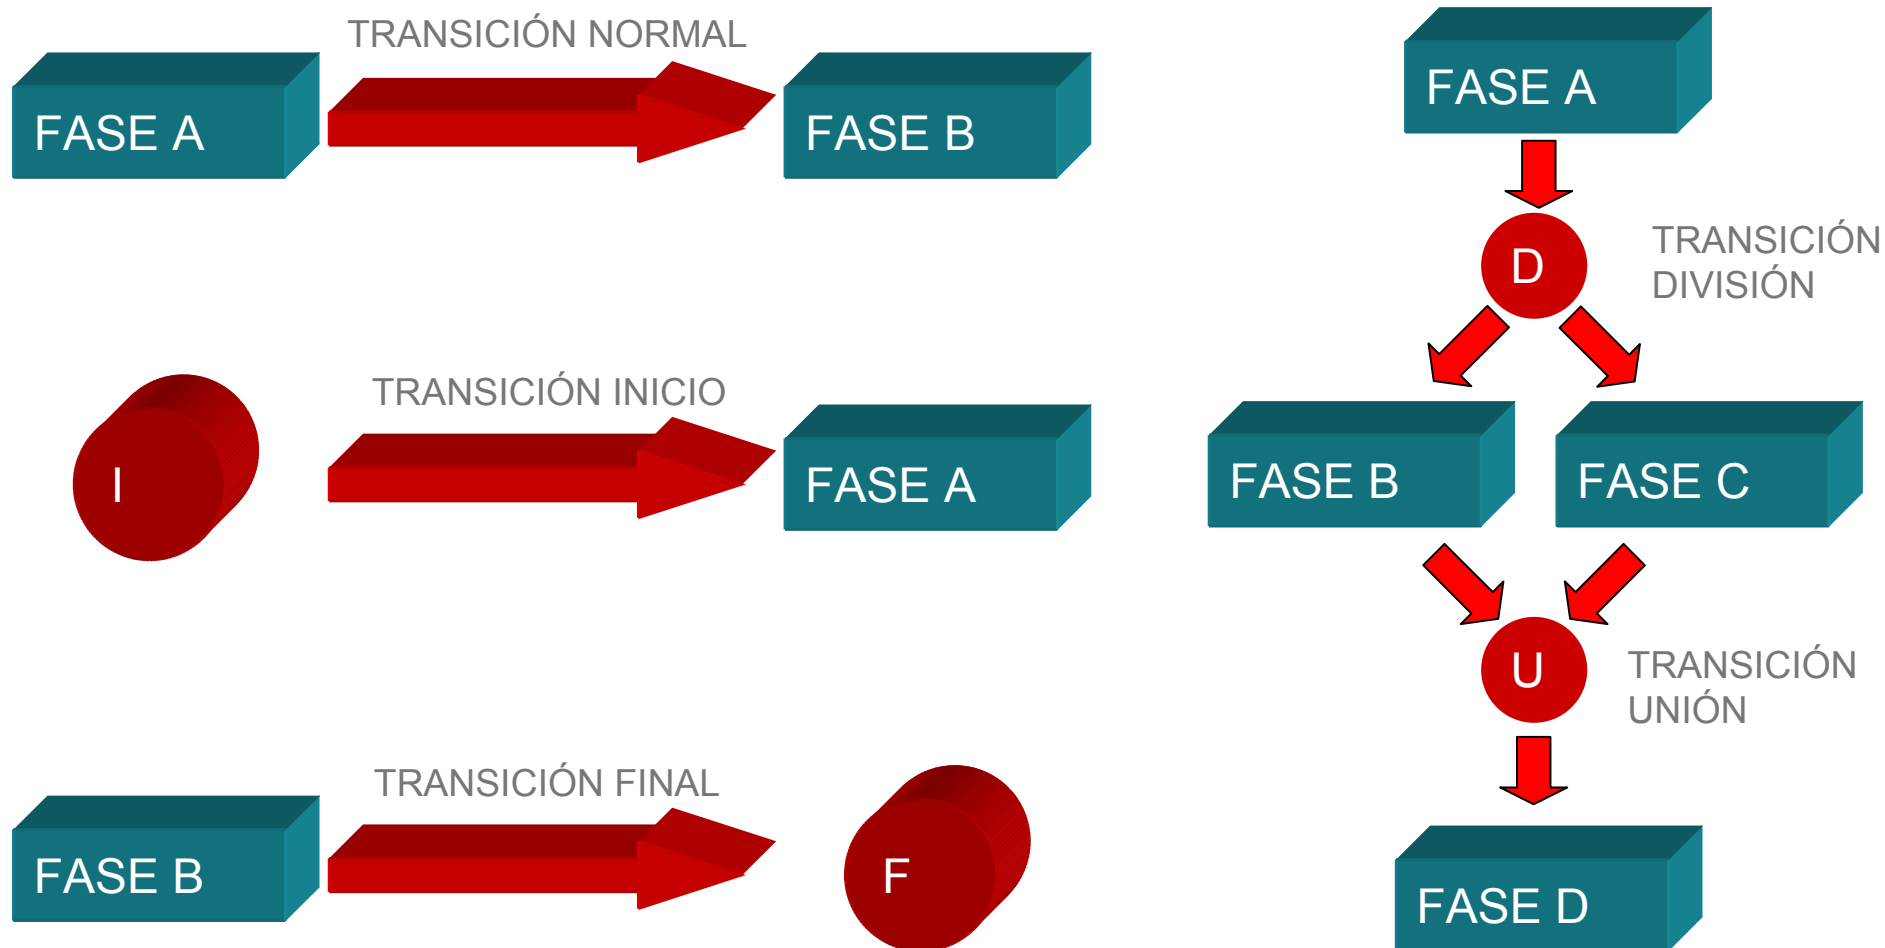 TRANSICIÓN NORMAL
FASE A
FASE B
TRANSICIÓN INICIO
I
FASE A
TRANSICIÓN FINAL
FASE B
F
FASE A
D
TRANSICIÓN
DIVISIÓN
FASE B
FASE C
U
TRANSICIÓN
UNIÓN
FASE D